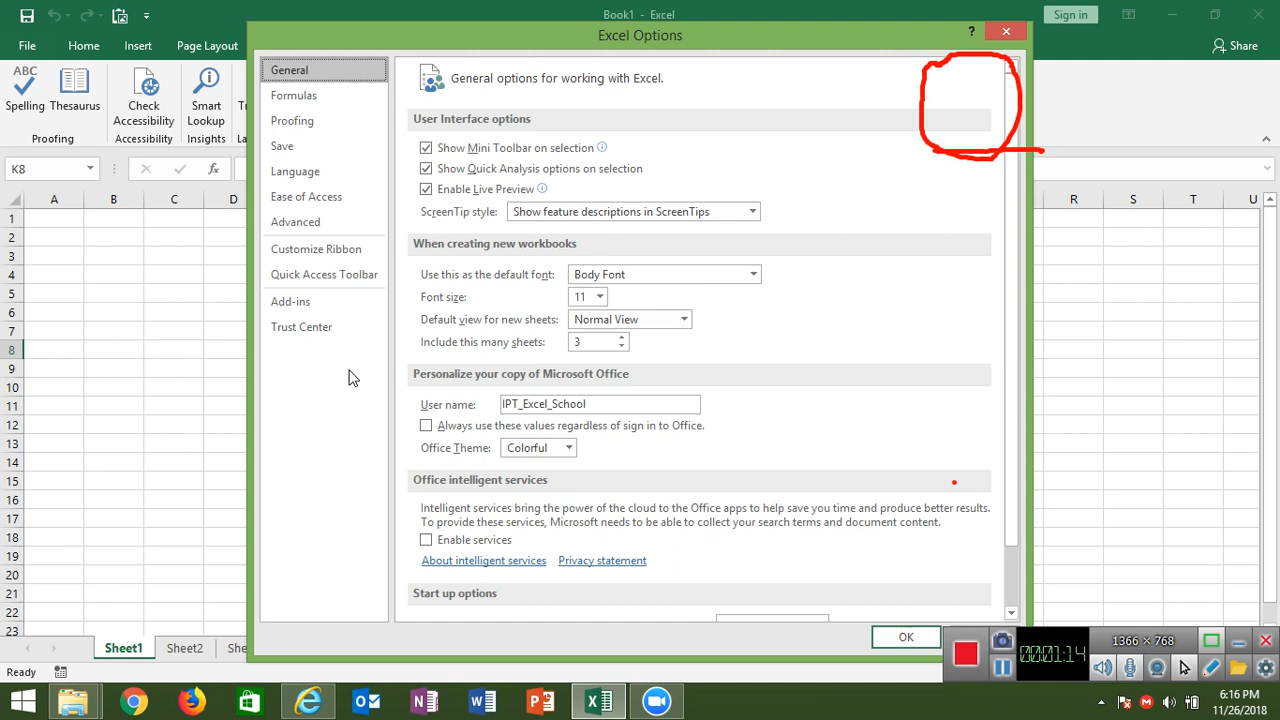 Book1 - Excel
Sign in
File Home Insert Page Layout
Share
Excel Options
?
Spelling Thesaurus Check Accessibility Smart Lookup
Proofing Accessibility Insights
K8
fx
A B C D R S T U
1
2
3
4
5
6
7
8
9
10
11
12
13
14
15
16
17
18
19
20
21
22
23
General
Formulas
Proofing
Save
Language
Ease of Access
Advanced
Customize Ribbon
Quick Access Toolbar
Add-ins
Trust Center
General options for working with Excel.
User Interface options
Show Mini Toolbar on selection
Show Quick Analysis options on selection
Enable Live Preview
ScreenTip style: Show feature descriptions in ScreenTips
When creating new workbooks
Use this as the default font: Body Font
Font size: 11
Default view for new sheets: Normal View
Include this many sheets: 3
Personalize your copy of Microsoft Office
User name: IPT_Excel_School
Always use these values regardless of sign in to Office.
Office Theme: Colorful
Office intelligent services
Intelligent services bring the power of the cloud to the Office apps to help save you time and produce better results.
To provide these services, Microsoft needs to be able to collect your search terms and document content.
Enable services
About intelligent services Privacy statement
Start up options
OK
Sheet1 Sheet2
Ready
00:01:14
1366 × 768
6:16 PM
11/26/2018